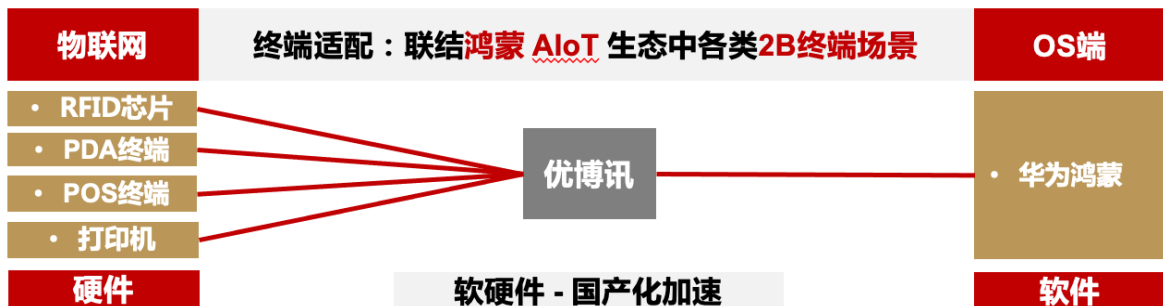 物联网
终端适配：联结鸿蒙 AIoT 生态中各类2B终端场景
OS端
• RFID芯片
• PDA终端
• POS终端
• 打印机
优博讯
• 华为鸿蒙
硬件
软硬件 - 国产化加速
软件